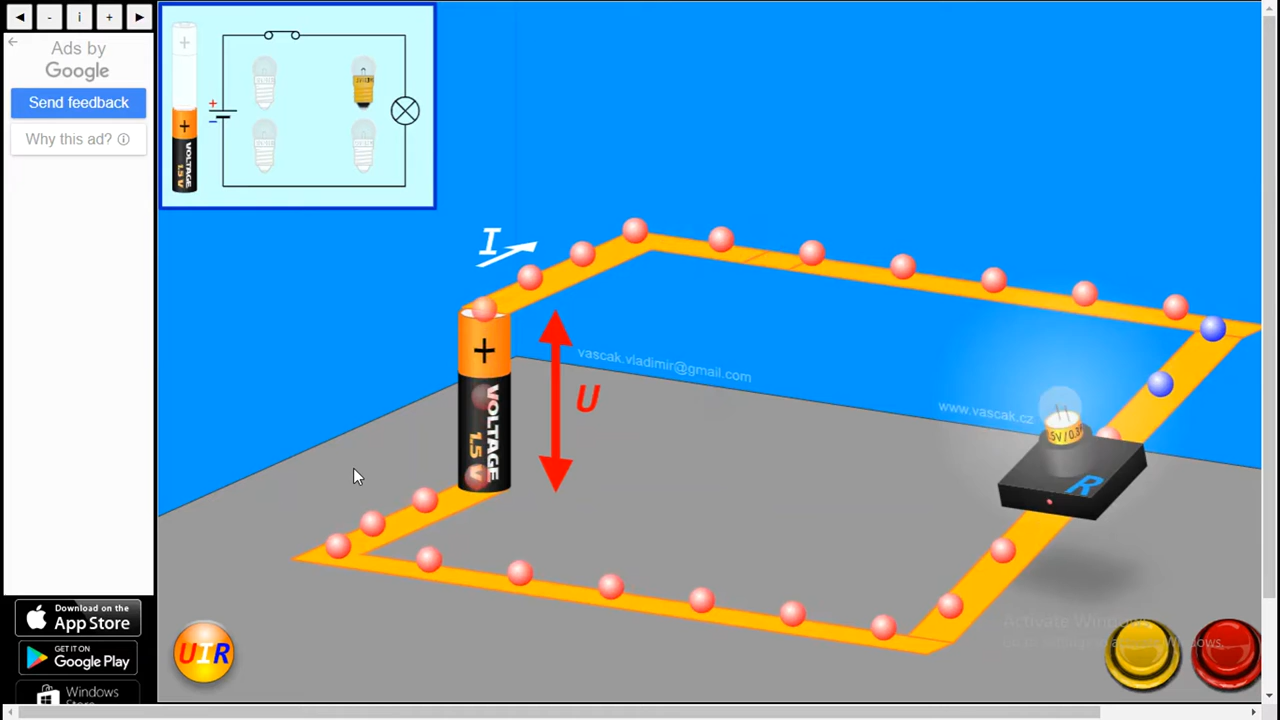 ◄ - i + ►
Ads by
Google
Send feedback
Why this ad?
Download on the
App Store
GET IT ON
Google Play
Windows
Store
+
+
VOLTAGE
1.5 V
+
−
I
+
VOLTAGE
1.5 V
U
vascak.vladimir@gmail.com
www.vascak.cz
R
UIR
Activate Windows